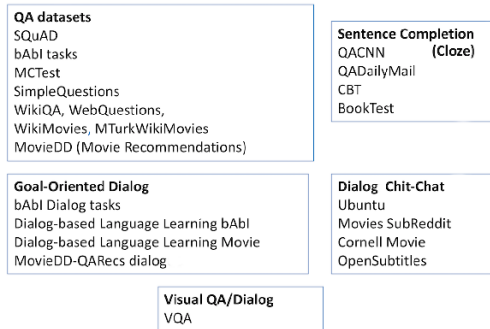 QA datasets
SQuAD
bAbI tasks
MCTest
SimpleQuestions
WikiQA, WebQuestions,
WikiMovies, MTurkWikiMovies
MovieDD (Movie Recommendations)
Sentence Completion
QACNN (Cloze)
QADailyMail
CBT
BookTest
Goal-Oriented Dialog
bAbI Dialog tasks
Dialog-based Language Learning bAbI
Dialog-based Language Learning Movie
MovieDD-QARecs dialog
Dialog Chit-Chat
Ubuntu
Movies SubReddit
Cornell Movie
OpenSubtitles
Visual QA/Dialog
VQA